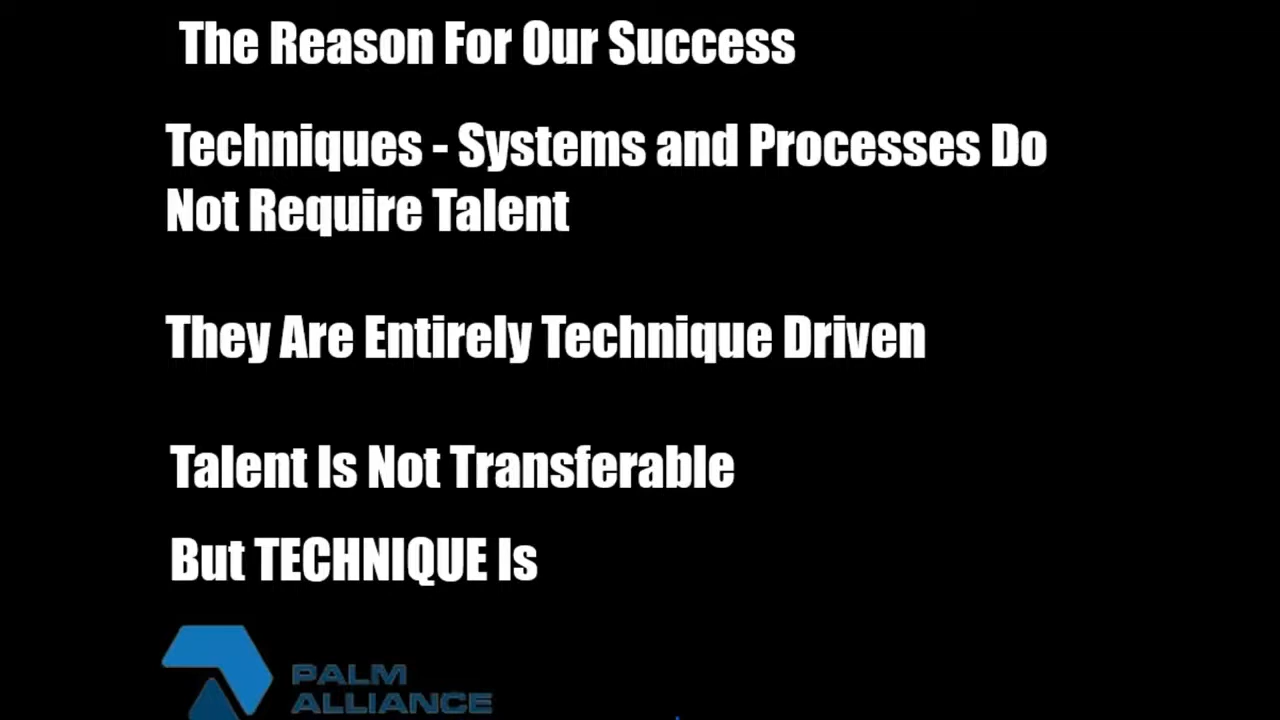 The Reason For Our Success
Techniques - Systems and Processes Do
Not Require Talent
They Are Entirely Technique Driven
Talent Is Not Transferable
But TECHNIQUE Is
PALM
ALLIANCE